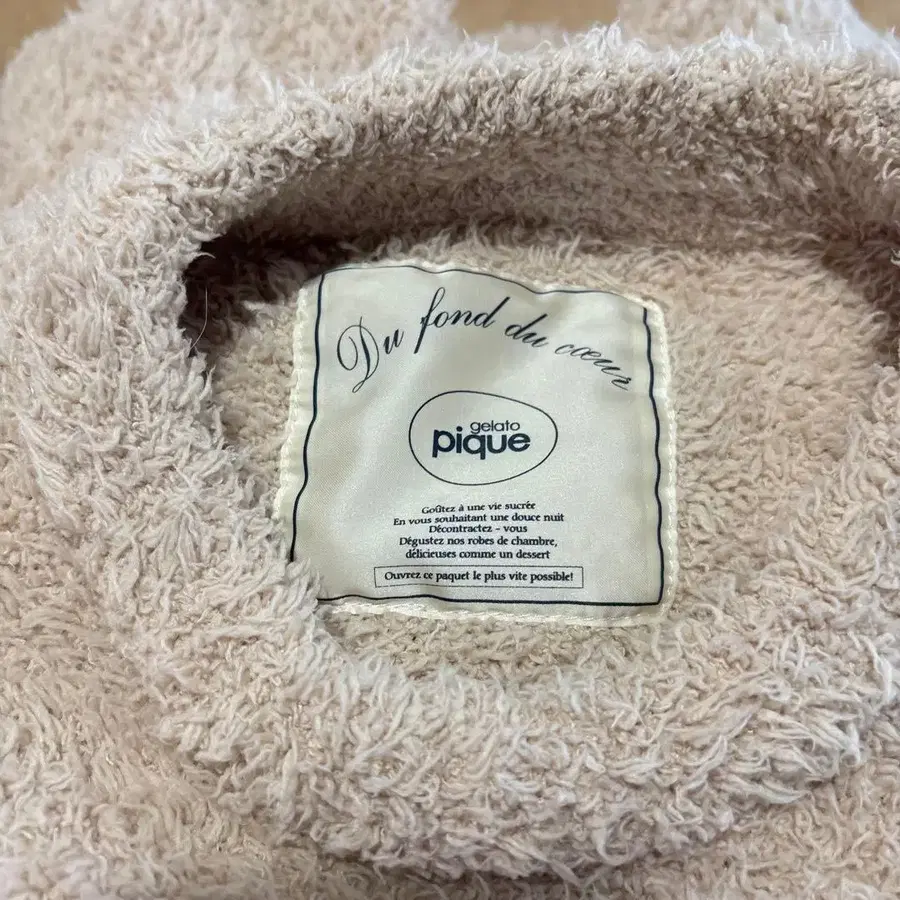 Du fond du cœur
gelato
pique
Goûtez à une vie sucrée
En vous souhaitant une douce nuit
Décontractez - vous
Dégustez nos robes de chambre,
délicieuses comme un dessert
Ouvrez ce paquet le plus vite possible!